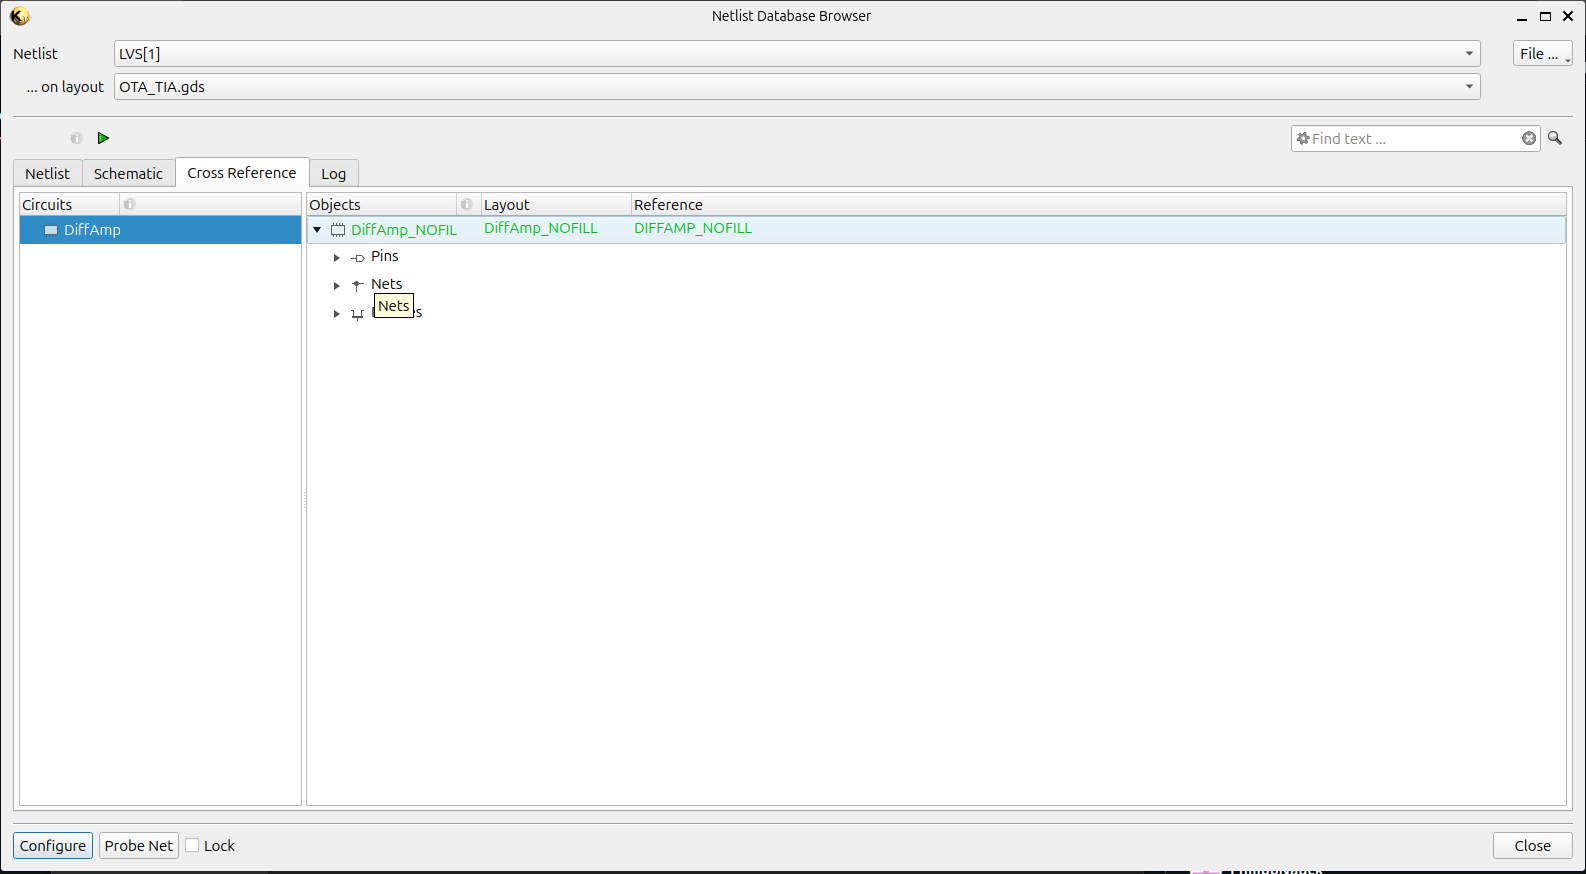 Netlist Database Browser
Netlist
LVS[1]
File ...
... on layout
OTA_TIA.gds
Find text ...
Netlist
Schematic
Cross Reference
Log
Circuits
Objects
Layout
Reference
DiffAmp
DiffAmp_NOFIL
DiffAmp_NOFILL
DIFFAMP_NOFILL
Pins
Nets
Nets
Configure
Probe Net
Lock
Close